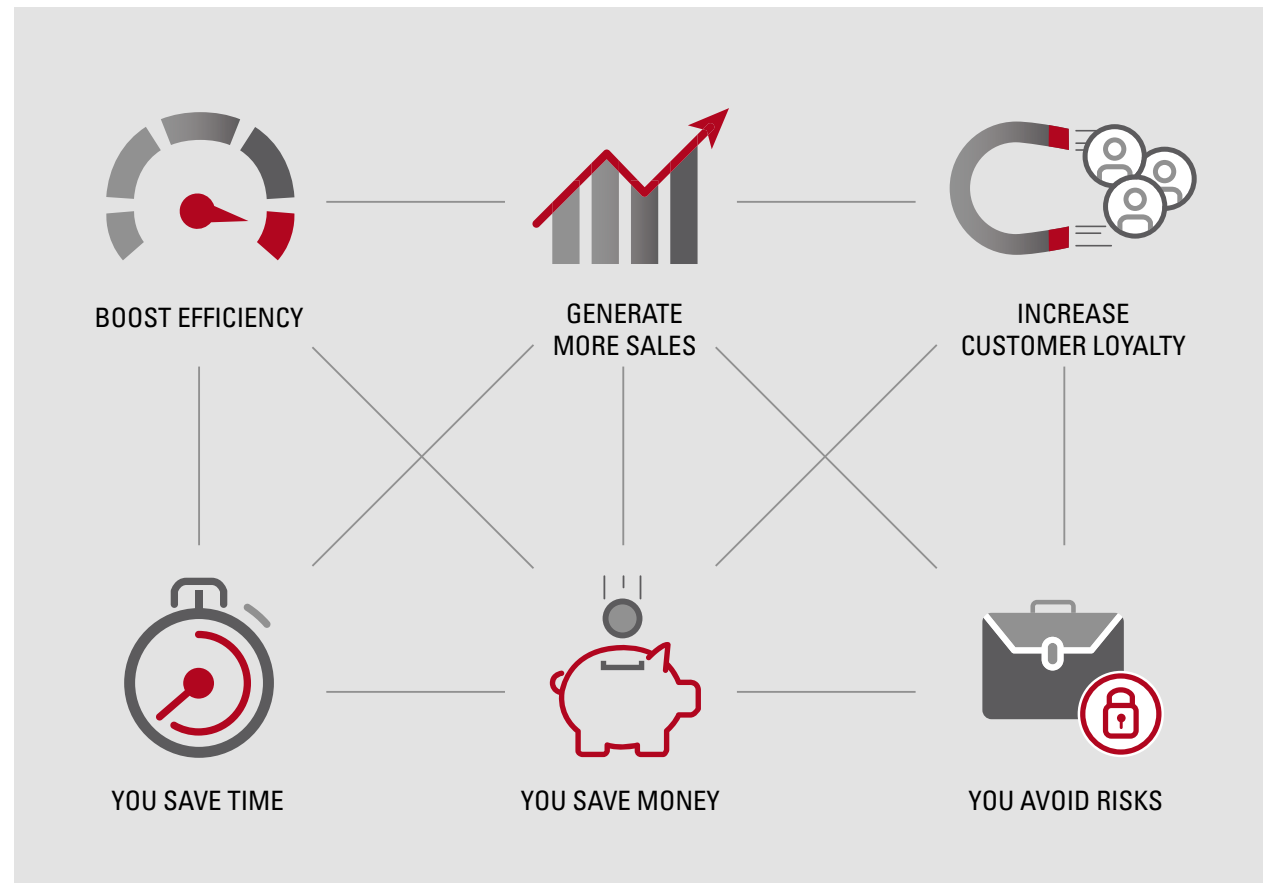 BOOST EFFICIENCY
GENERATE
MORE SALES
INCREASE
CUSTOMER LOYALTY
YOU SAVE TIME
YOU SAVE MONEY
YOU AVOID RISKS